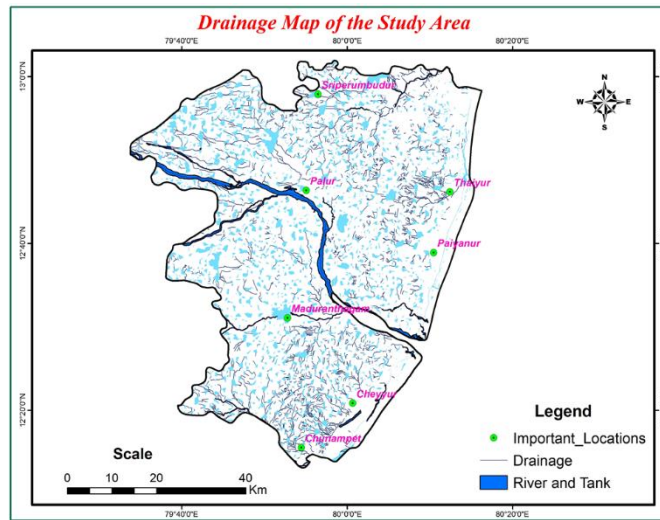 Drainage Map of the Study Area
79°40'0"E 80°0'0"E 80°20'0"E
13°0'0"N
12°40'0"N
12°20'0"N
N
W E
S
Sriperumbudur
Palur
Thaiyur
Paiyanur
Maduranthagam
Cheyyur
Chunampet
Legend
Important_Locations
Drainage
River and Tank
Scale
0 10 20 40
Km
79°40'0"E 80°0'0"E 80°20'0"E